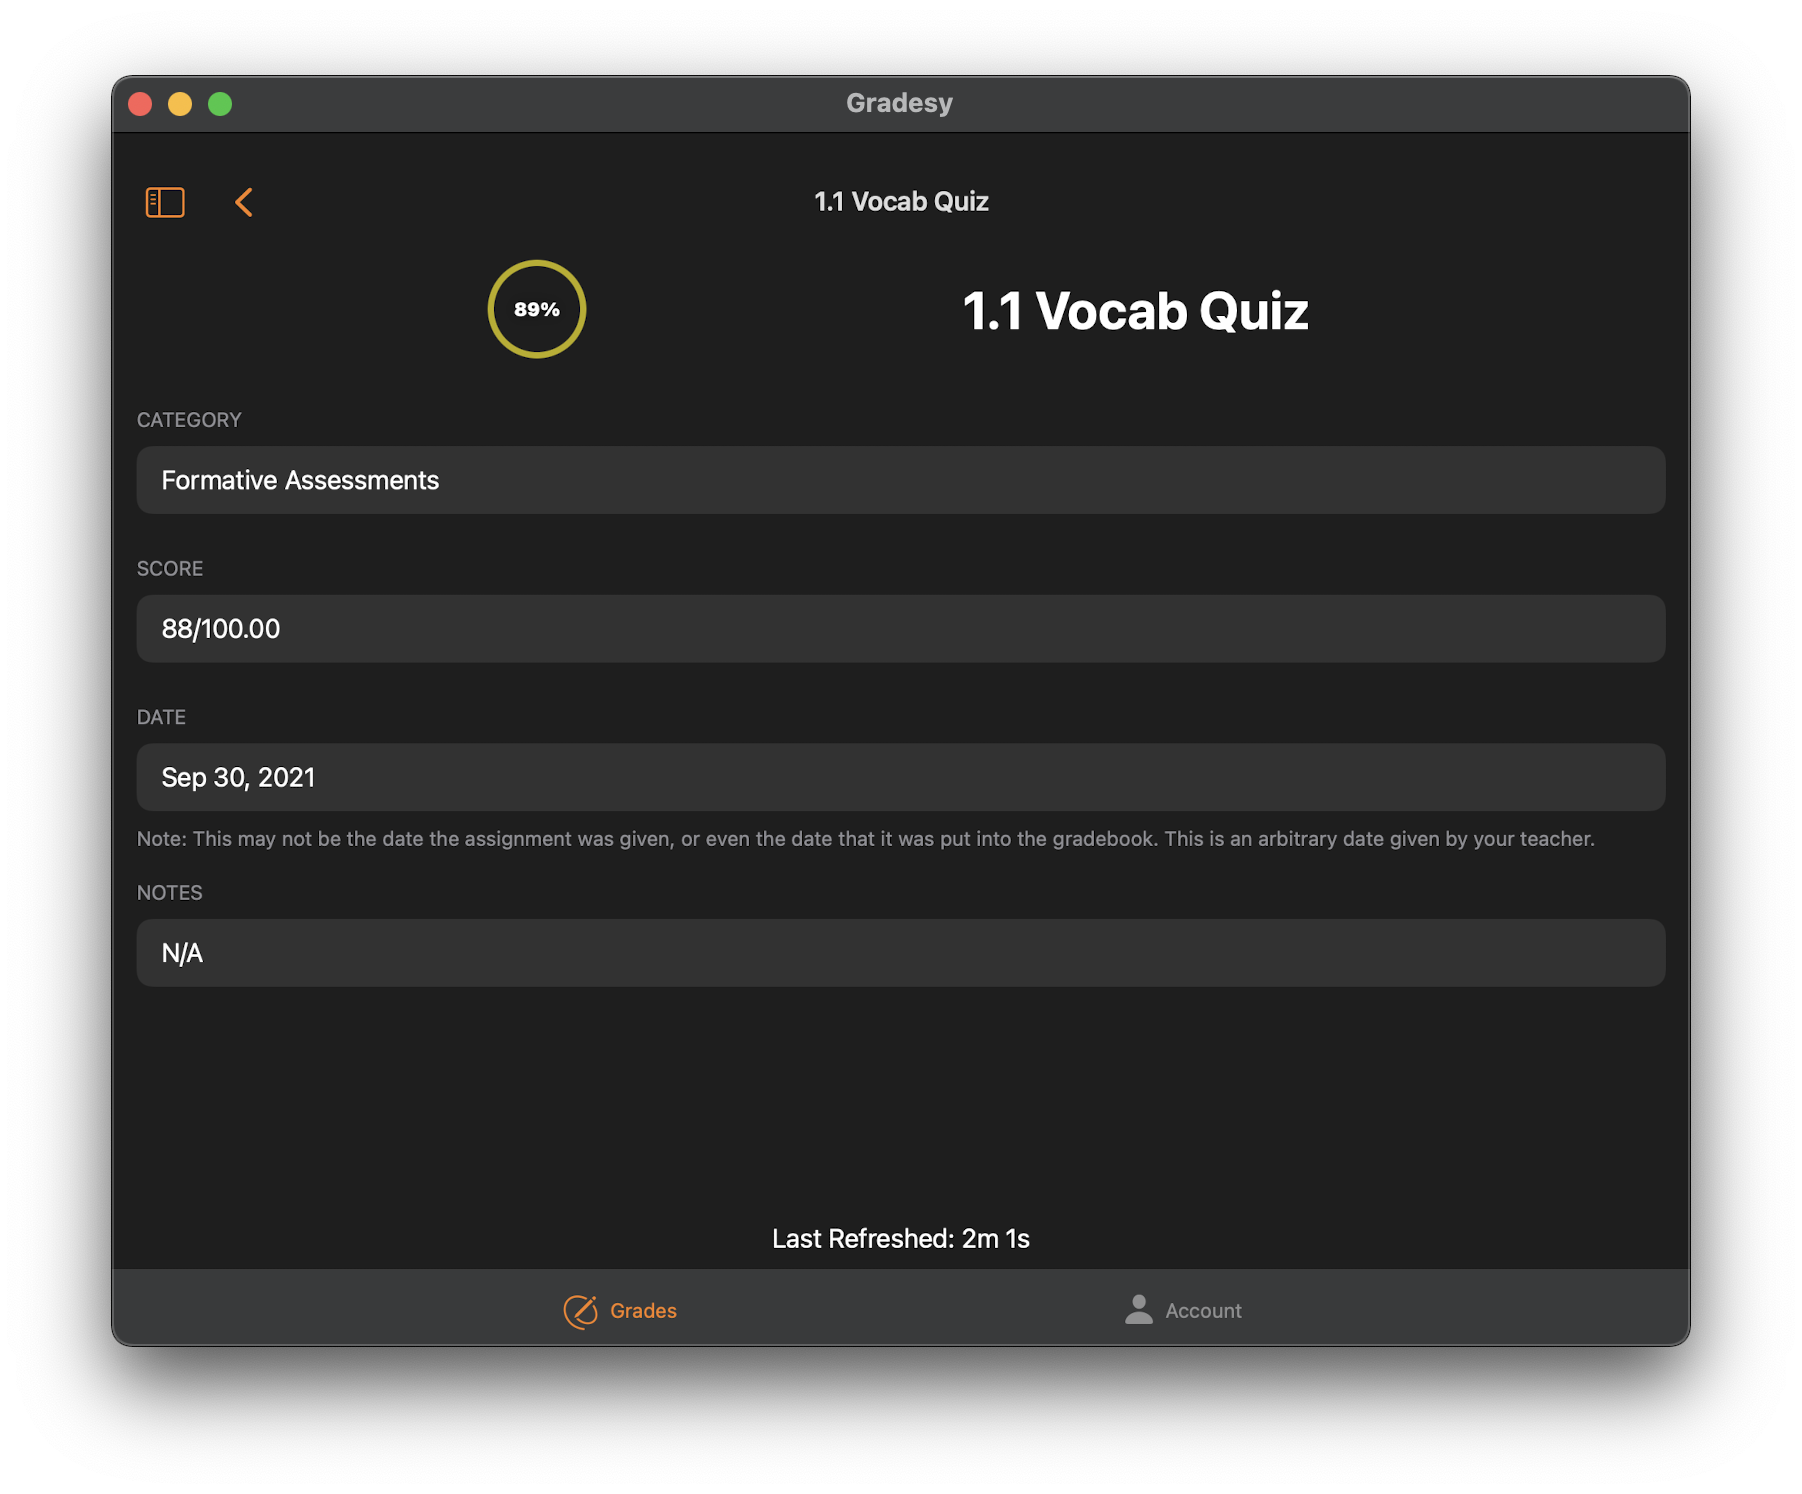 Gradesy
1.1 Vocab Quiz
89%
1.1 Vocab Quiz
CATEGORY
Formative Assessments
SCORE
88/100.00
DATE
Sep 30, 2021
Note: This may not be the date the assignment was given, or even the date that it was put into the gradebook. This is an arbitrary date given by your teacher.
NOTES
N/A
Last Refreshed: 2m 1s
Grades
Account